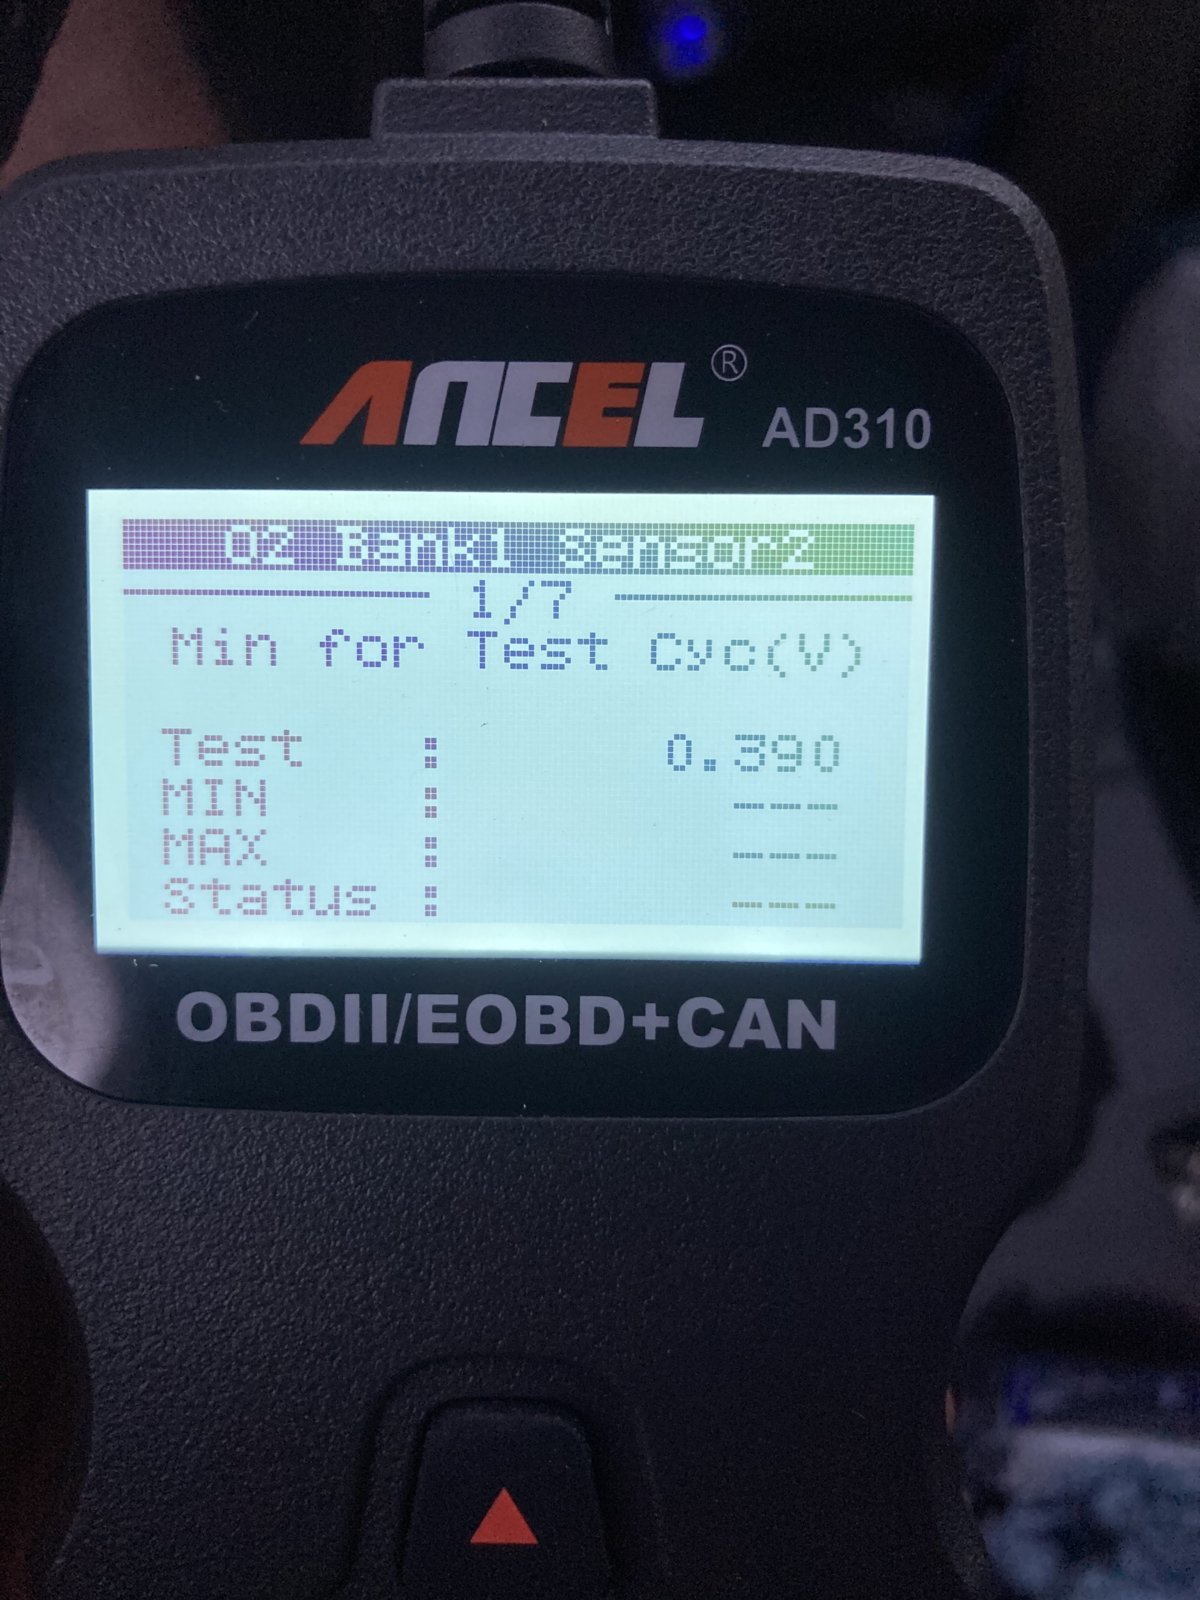 ANCEL® AD310
O2 Bank1 Sensor2
1/7
Min for Test Cyc(V)
Test : 0.390
MIN : ---
MAX : ---
Status : ---
OBDII/EOBD+CAN